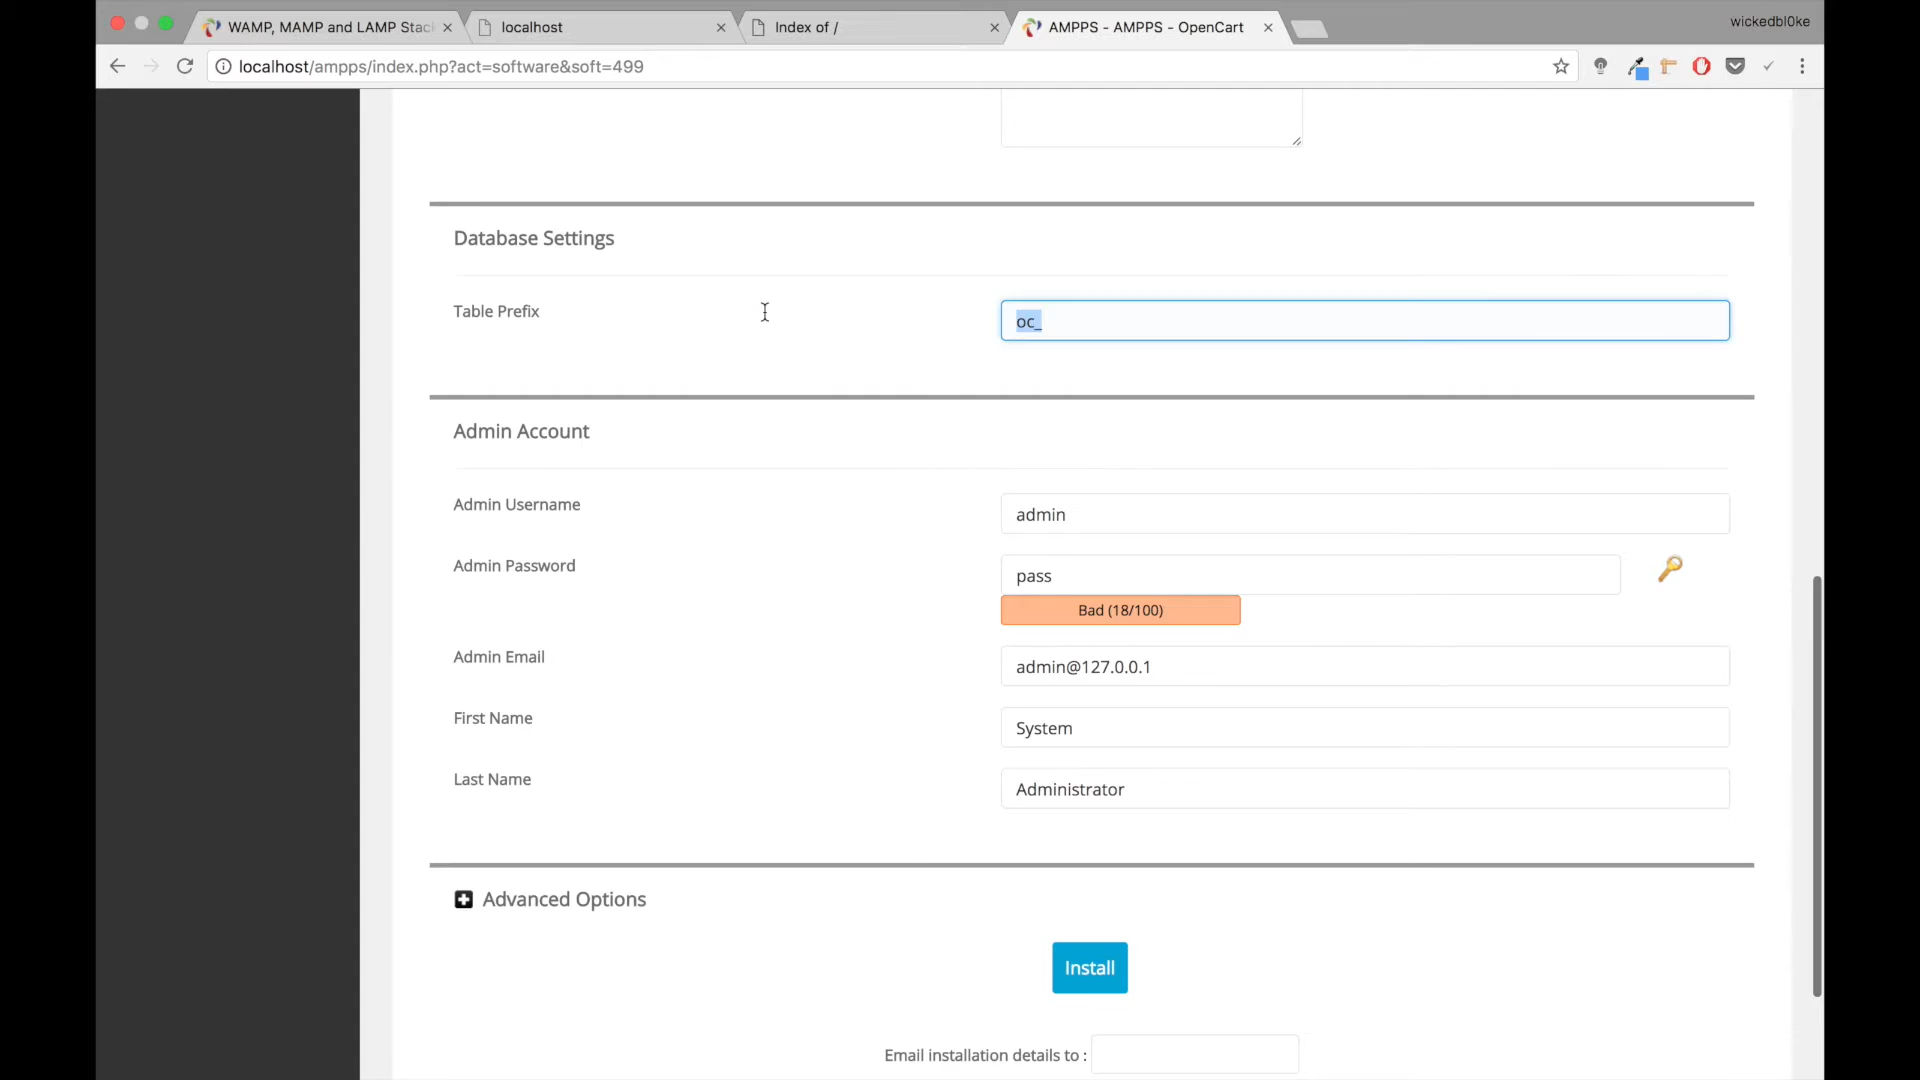 WAMP, MAMP and LAMP Stac
localhost
Index of /
AMPPS - AMPPS - OpenCart
wickedbl0ke
localhost/ampps/index.php?act=software&soft=499
Database Settings
Table Prefix
oc_
Admin Account
Admin Username
admin
Admin Password
pass
Bad (18/100)
Admin Email
admin@127.0.0.1
First Name
System
Last Name
Administrator
Advanced Options
Install
Email installation details to :